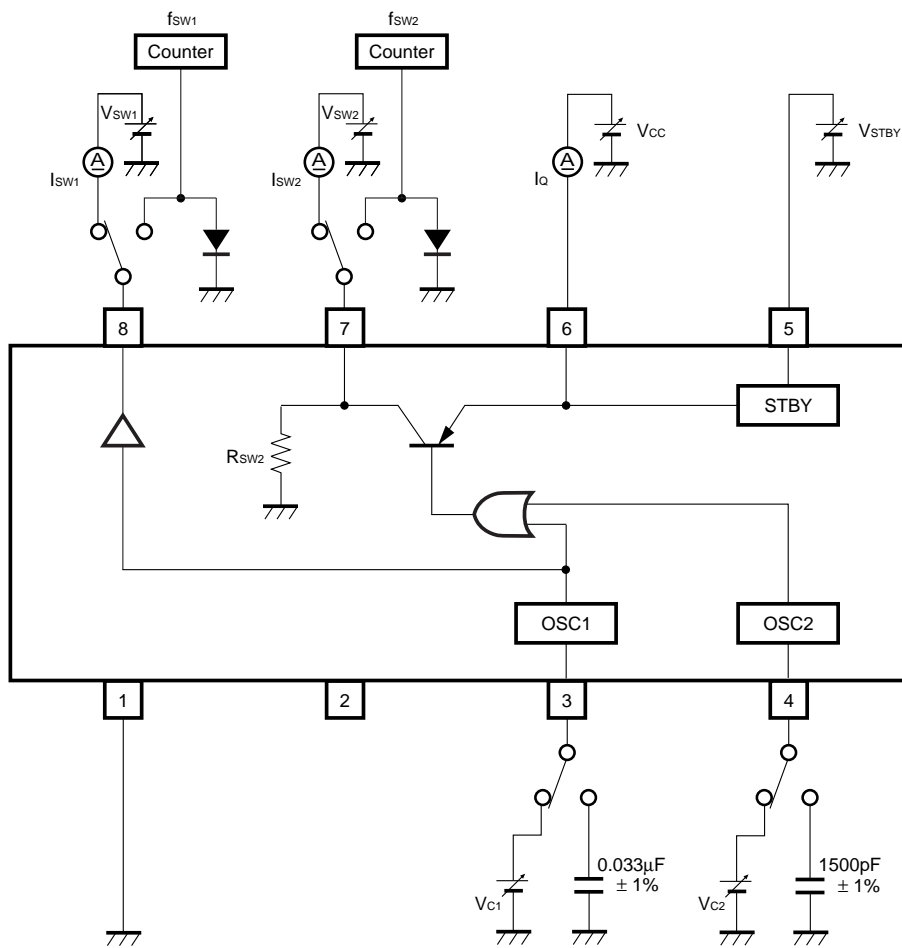 fSW1
fSW2
Counter
Counter
VSW1
VSW2
VCC
VSTBY
A
A
A
ISW1
ISW2
IQ
8
7
6
5
STBY
RSW2
OSC1
OSC2
1
2
3
4
0.033µF
± 1%
1500pF
± 1%
VC1
VC2